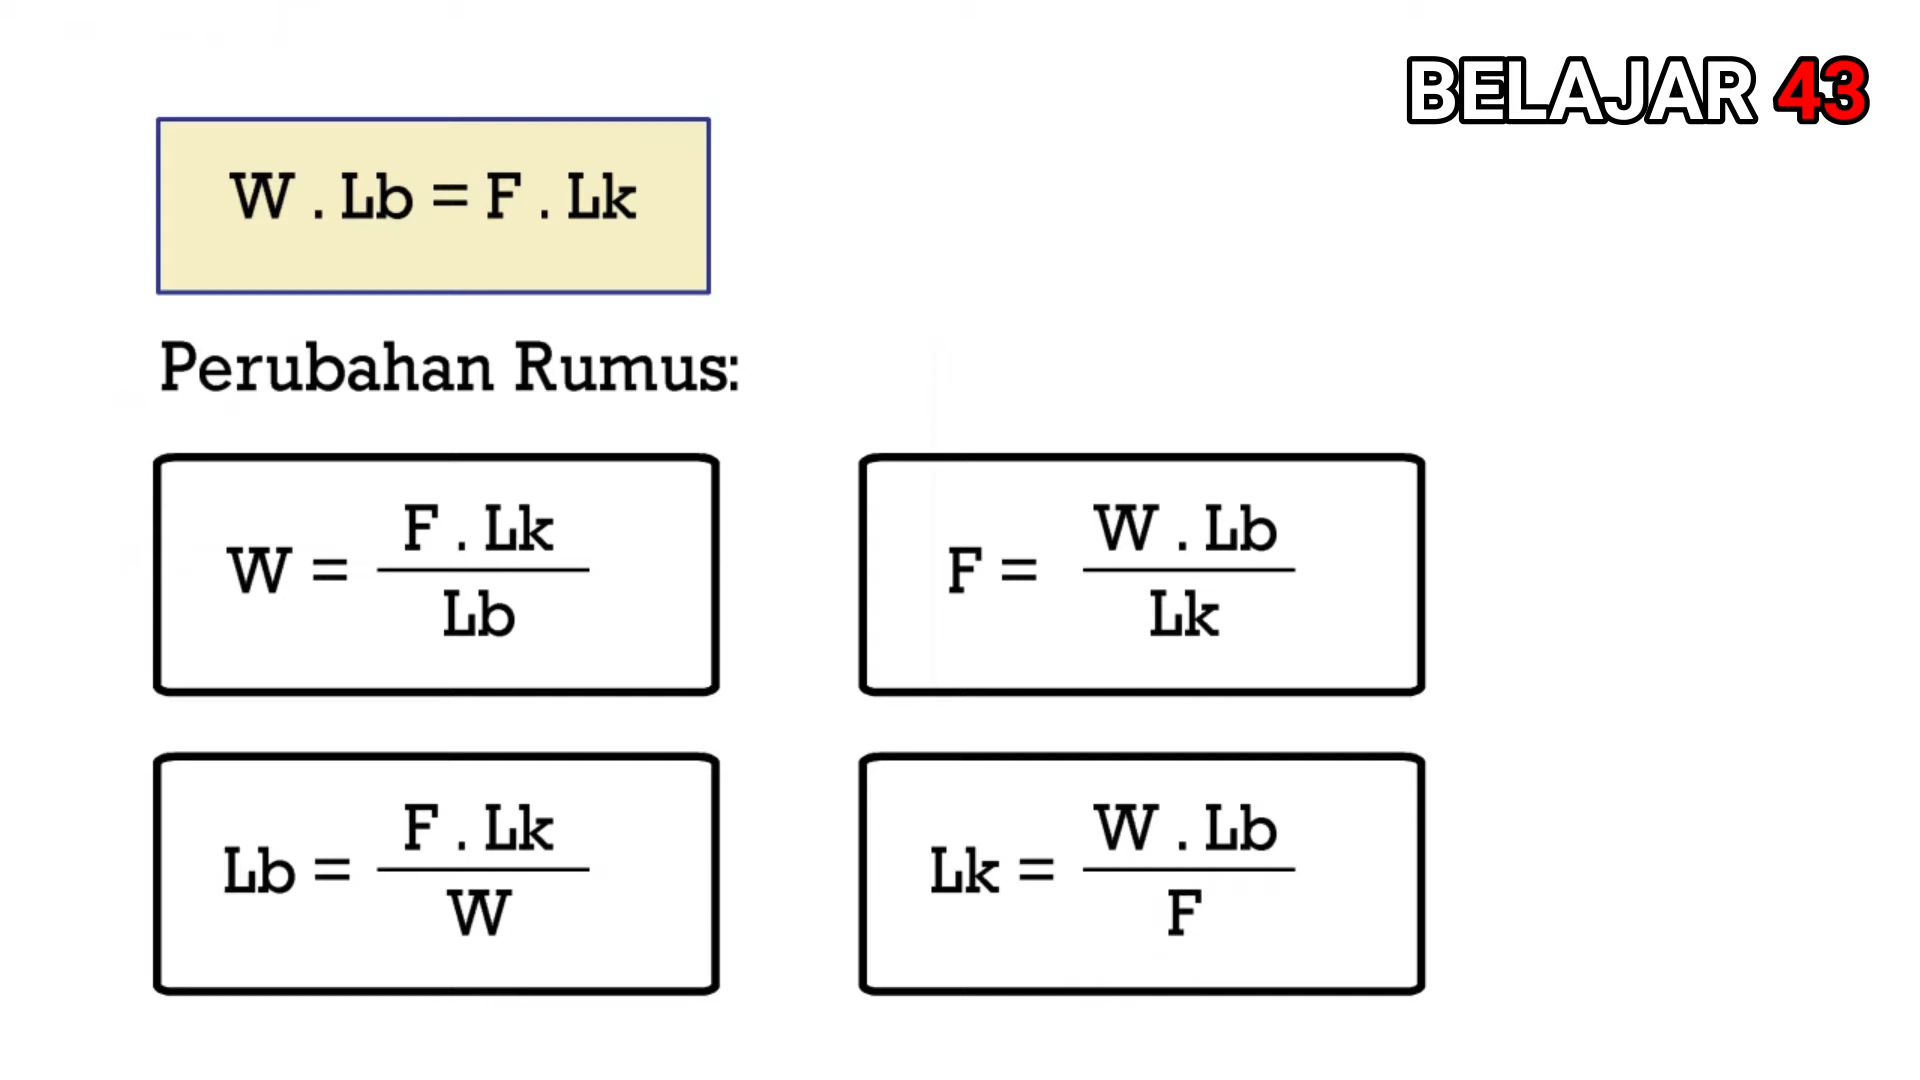 BELAJAR 43
W . Lb = F . Lk
Perubahan Rumus:
W = F . Lk / Lb
F = W . Lb / Lk
Lb = F . Lk / W
Lk = W . Lb / F